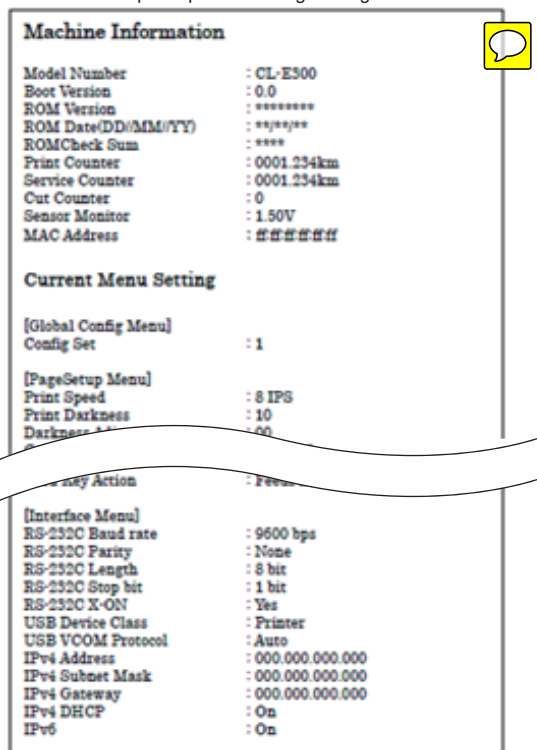 Machine Information
Model Number : CL-E300
Boot Version : 0.0
ROM Version : ********
ROM Date(DD//MM//YY) : **/**/**
ROMCheck Sum : ****
Print Counter : 0001.234km
Service Counter : 0001.234km
Cut Counter : 0
Sensor Monitor : 1.50V
MAC Address : ff:ff:ff:ff:ff:ff
Current Menu Setting
[Global Config Menu]
Config Set : 1
[PageSetup Menu]
Print Speed : 8 IPS
Print Darkness : 10
Darkness : 00
Key Action :
[Interface Menu]
RS-232C Baud rate : 9600 bps
RS-232C Parity : None
RS-232C Length : 8 bit
RS-232C Stop bit : 1 bit
RS-232C X-ON : Yes
USB Device Class : Printer
USB VCOM Protocol : Auto
IPv4 Address : 000.000.000.000
IPv4 Subnet Mask : 000.000.000.000
IPv4 Gateway : 000.000.000.000
IPv4 DHCP : On
IPv6 : On